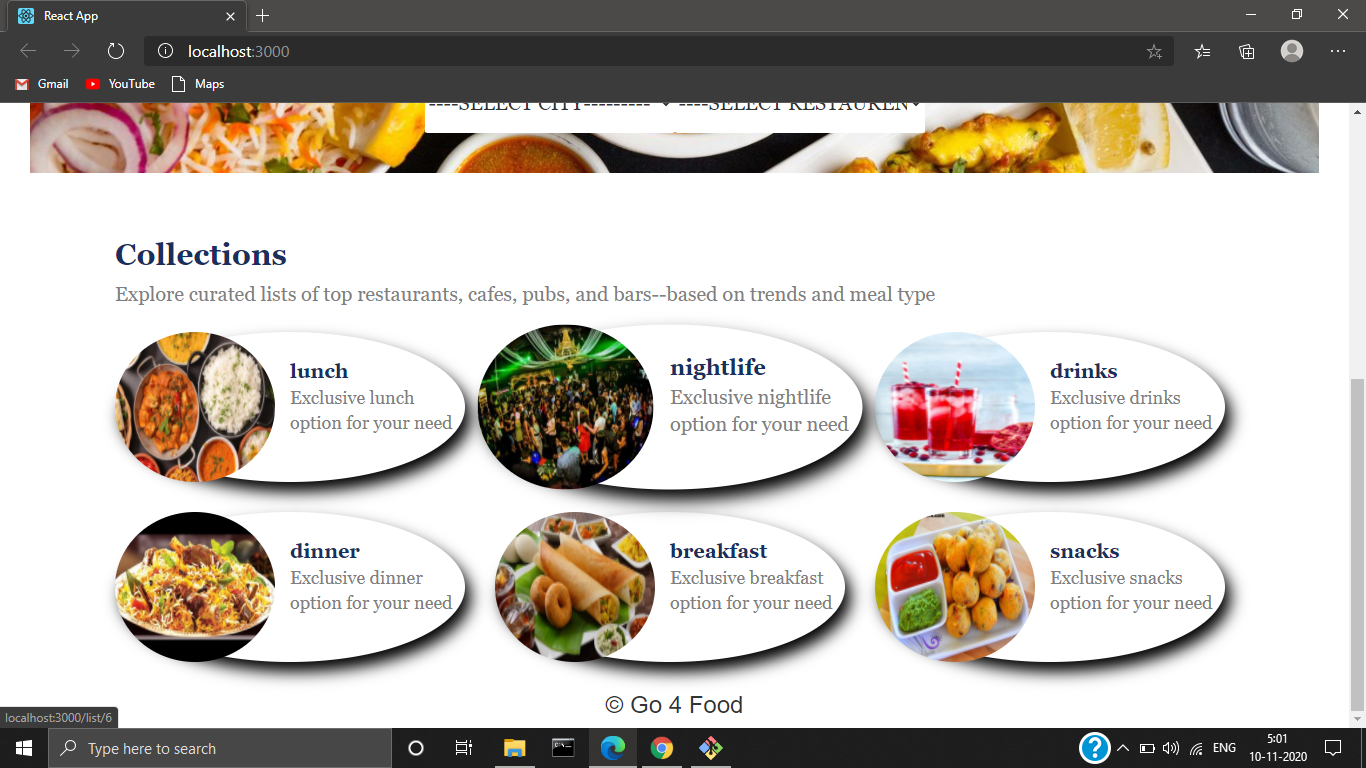 React App
localhost:3000
Gmail
YouTube
Maps
----SELECT CITY--------- ----SELECT RESTAUREN
Collections
Explore curated lists of top restaurants, cafes, pubs, and bars--based on trends and meal type
lunch
Exclusive lunch
option for your need
nightlife
Exclusive nightlife
option for your need
drinks
Exclusive drinks
option for your need
dinner
Exclusive dinner
option for your need
breakfast
Exclusive breakfast
option for your need
snacks
Exclusive snacks
option for your need
© Go 4 Food
localhost:3000/list/6
Type here to search
ENG
5:01
10-11-2020